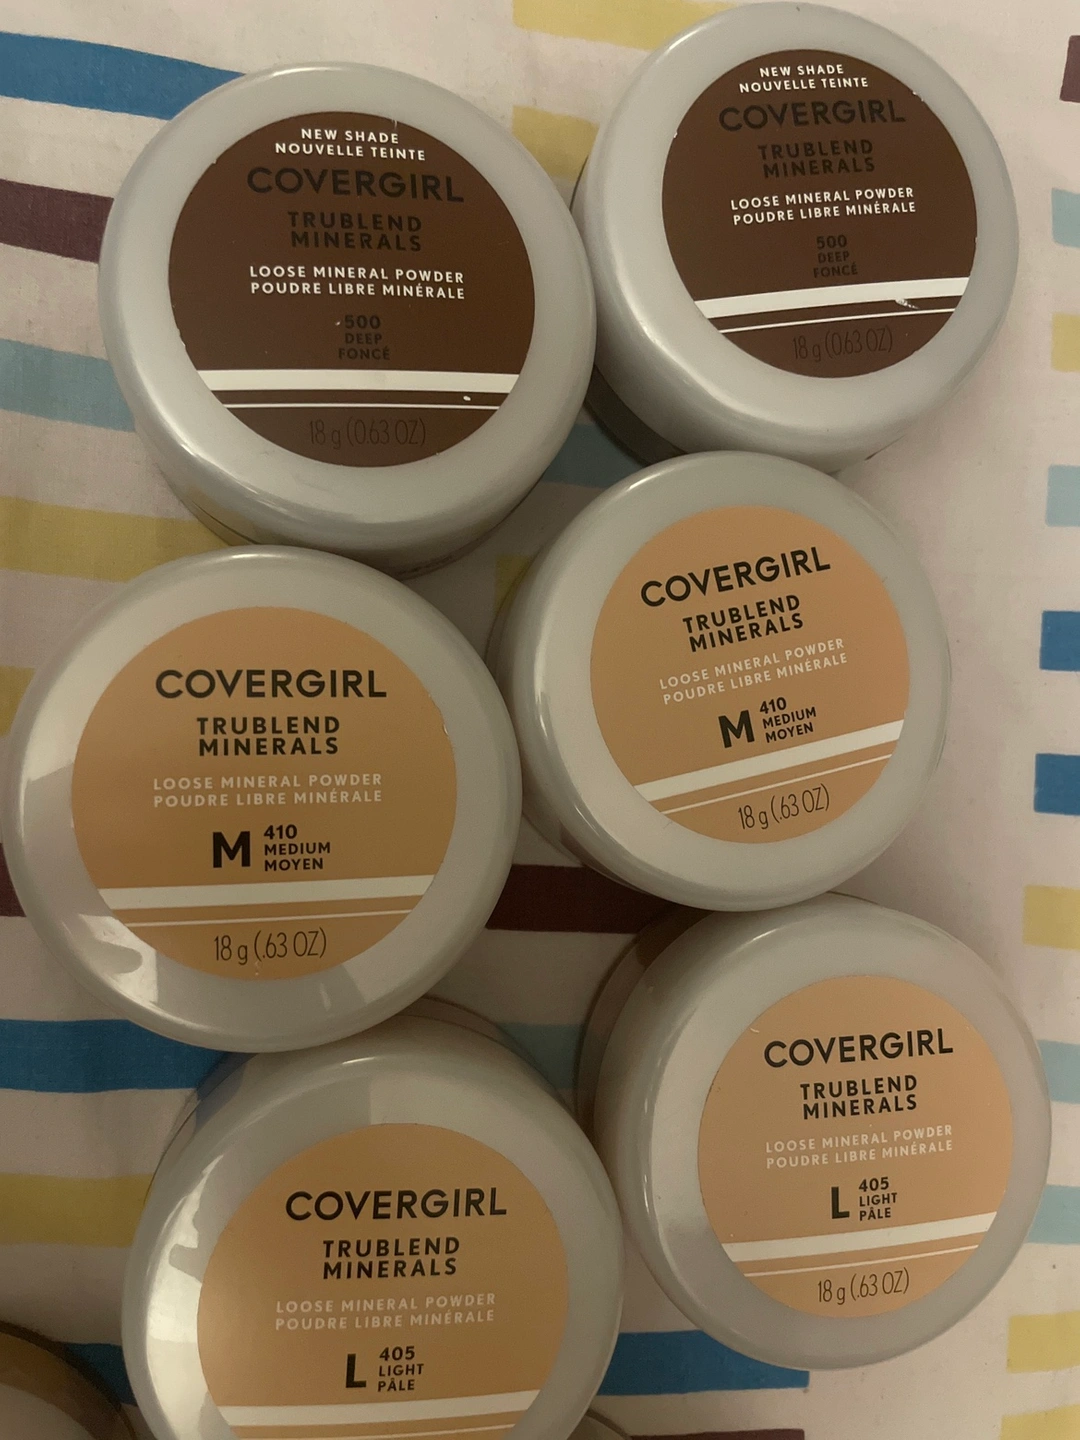 NEW SHADE
NOUVELLE TEINTE
COVERGIRL
TRUBLEND
MINERALS
LOOSE MINERAL POWDER
POUDRE LIBRE MINÉRALE
500
DEEP
FONCÉ
18 g (0.63 OZ)
NEW SHADE
NOUVELLE TEINTE
COVERGIRL
TRUBLEND
MINERALS
LOOSE MINERAL POWDER
POUDRE LIBRE MINÉRALE
500
DEEP
FONCÉ
18 g (0.63 OZ)
COVERGIRL
TRUBLEND
MINERALS
LOOSE MINERAL POWDER
POUDRE LIBRE MINÉRALE
M 410
MEDIUM
MOYEN
18 g (.63 OZ)
COVERGIRL
TRUBLEND
MINERALS
LOOSE MINERAL POWDER
POUDRE LIBRE MINÉRALE
M 410
MEDIUM
MOYEN
18 g (.63 OZ)
COVERGIRL
TRUBLEND
MINERALS
LOOSE MINERAL POWDER
POUDRE LIBRE MINÉRALE
L 405
LIGHT
PÂLE
COVERGIRL
TRUBLEND
MINERALS
LOOSE MINERAL POWDER
POUDRE LIBRE MINÉRALE
L 405
LIGHT
PÂLE
18 g (.63 OZ)